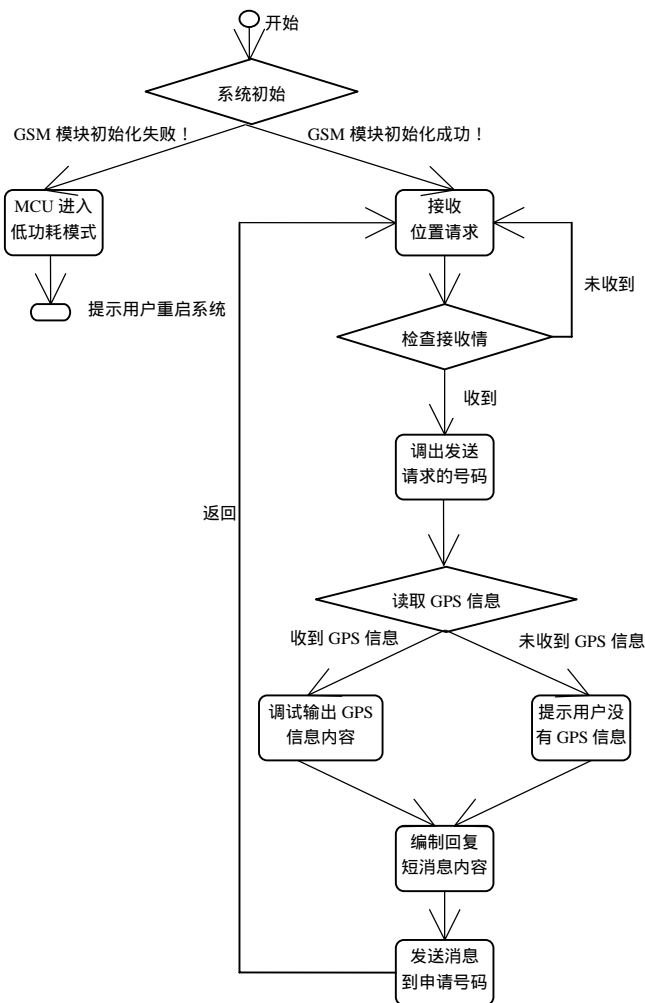 开始
系统初始
GSM 模块初始化失败！
GSM 模块初始化成功！
MCU 进入
低功耗模式
接收
位置请求
未收到
提示用户重启系统
检查接收情
收到
调出发送
请求的号码
返回
读取 GPS 信息
收到 GPS 信息
未收到 GPS 信息
调试输出 GPS
信息内容
提示用户没
有 GPS 信息
编制回复
短消息内容
发送消息
到申请号码